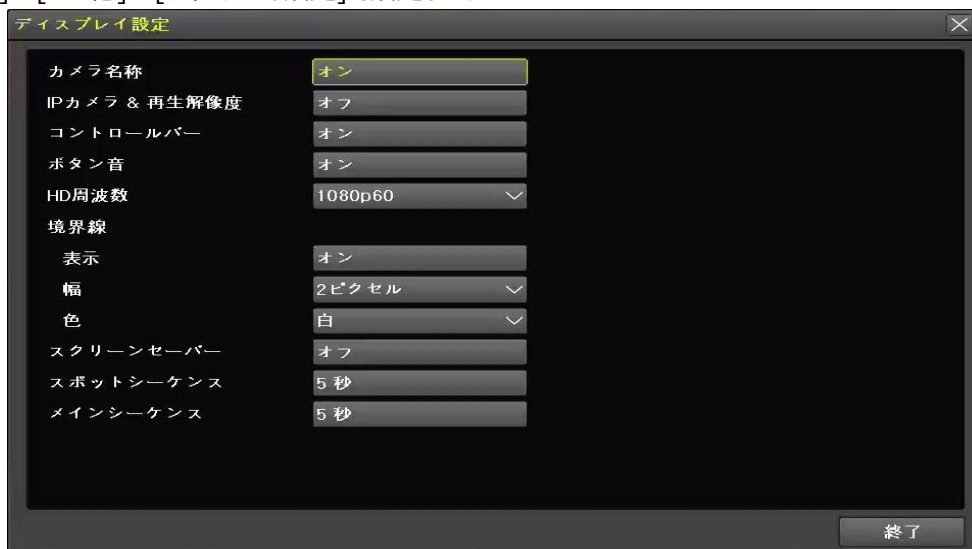 ディスプレイ設定
カメラ名称 オン
IPカメラ & 再生解像度 オフ
コントロールバー オン
ボタン音 オン
HD周波数 1080p60
境界線
表示 オン
幅 2ピクセル
色 白
スクリーンセーバー オフ
スポットシーケンス 5 秒
メインシーケンス 5 秒
終了